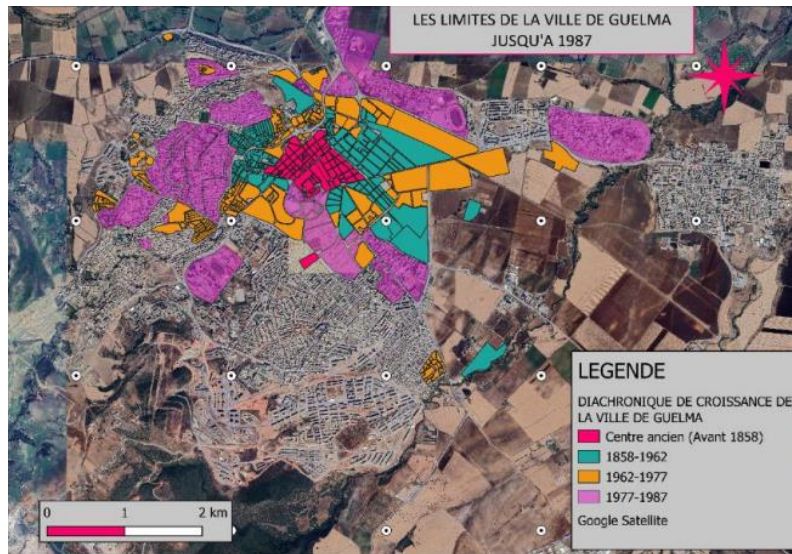 LES LIMITES DE LA VILLE DE GUELMA
JUSQU'A 1987
LEGENDE
DIACHRONIQUE DE CROISSANCE DE
LA VILLE DE GUELMA
Centre ancien (Avant 1858)
1858-1962
1962-1977
1977-1987
Google Satellite
0 1 2 km